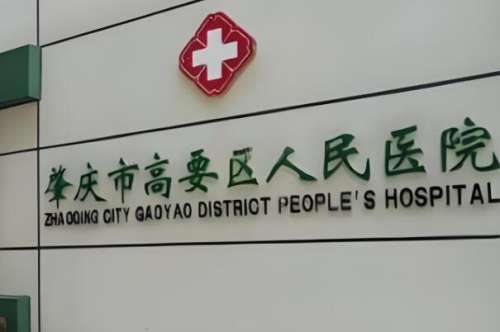 肇庆市高要区人民医院
ZHAOQING CITY GAOYAO DISTRICT PEOPLE'S HOSPITAL